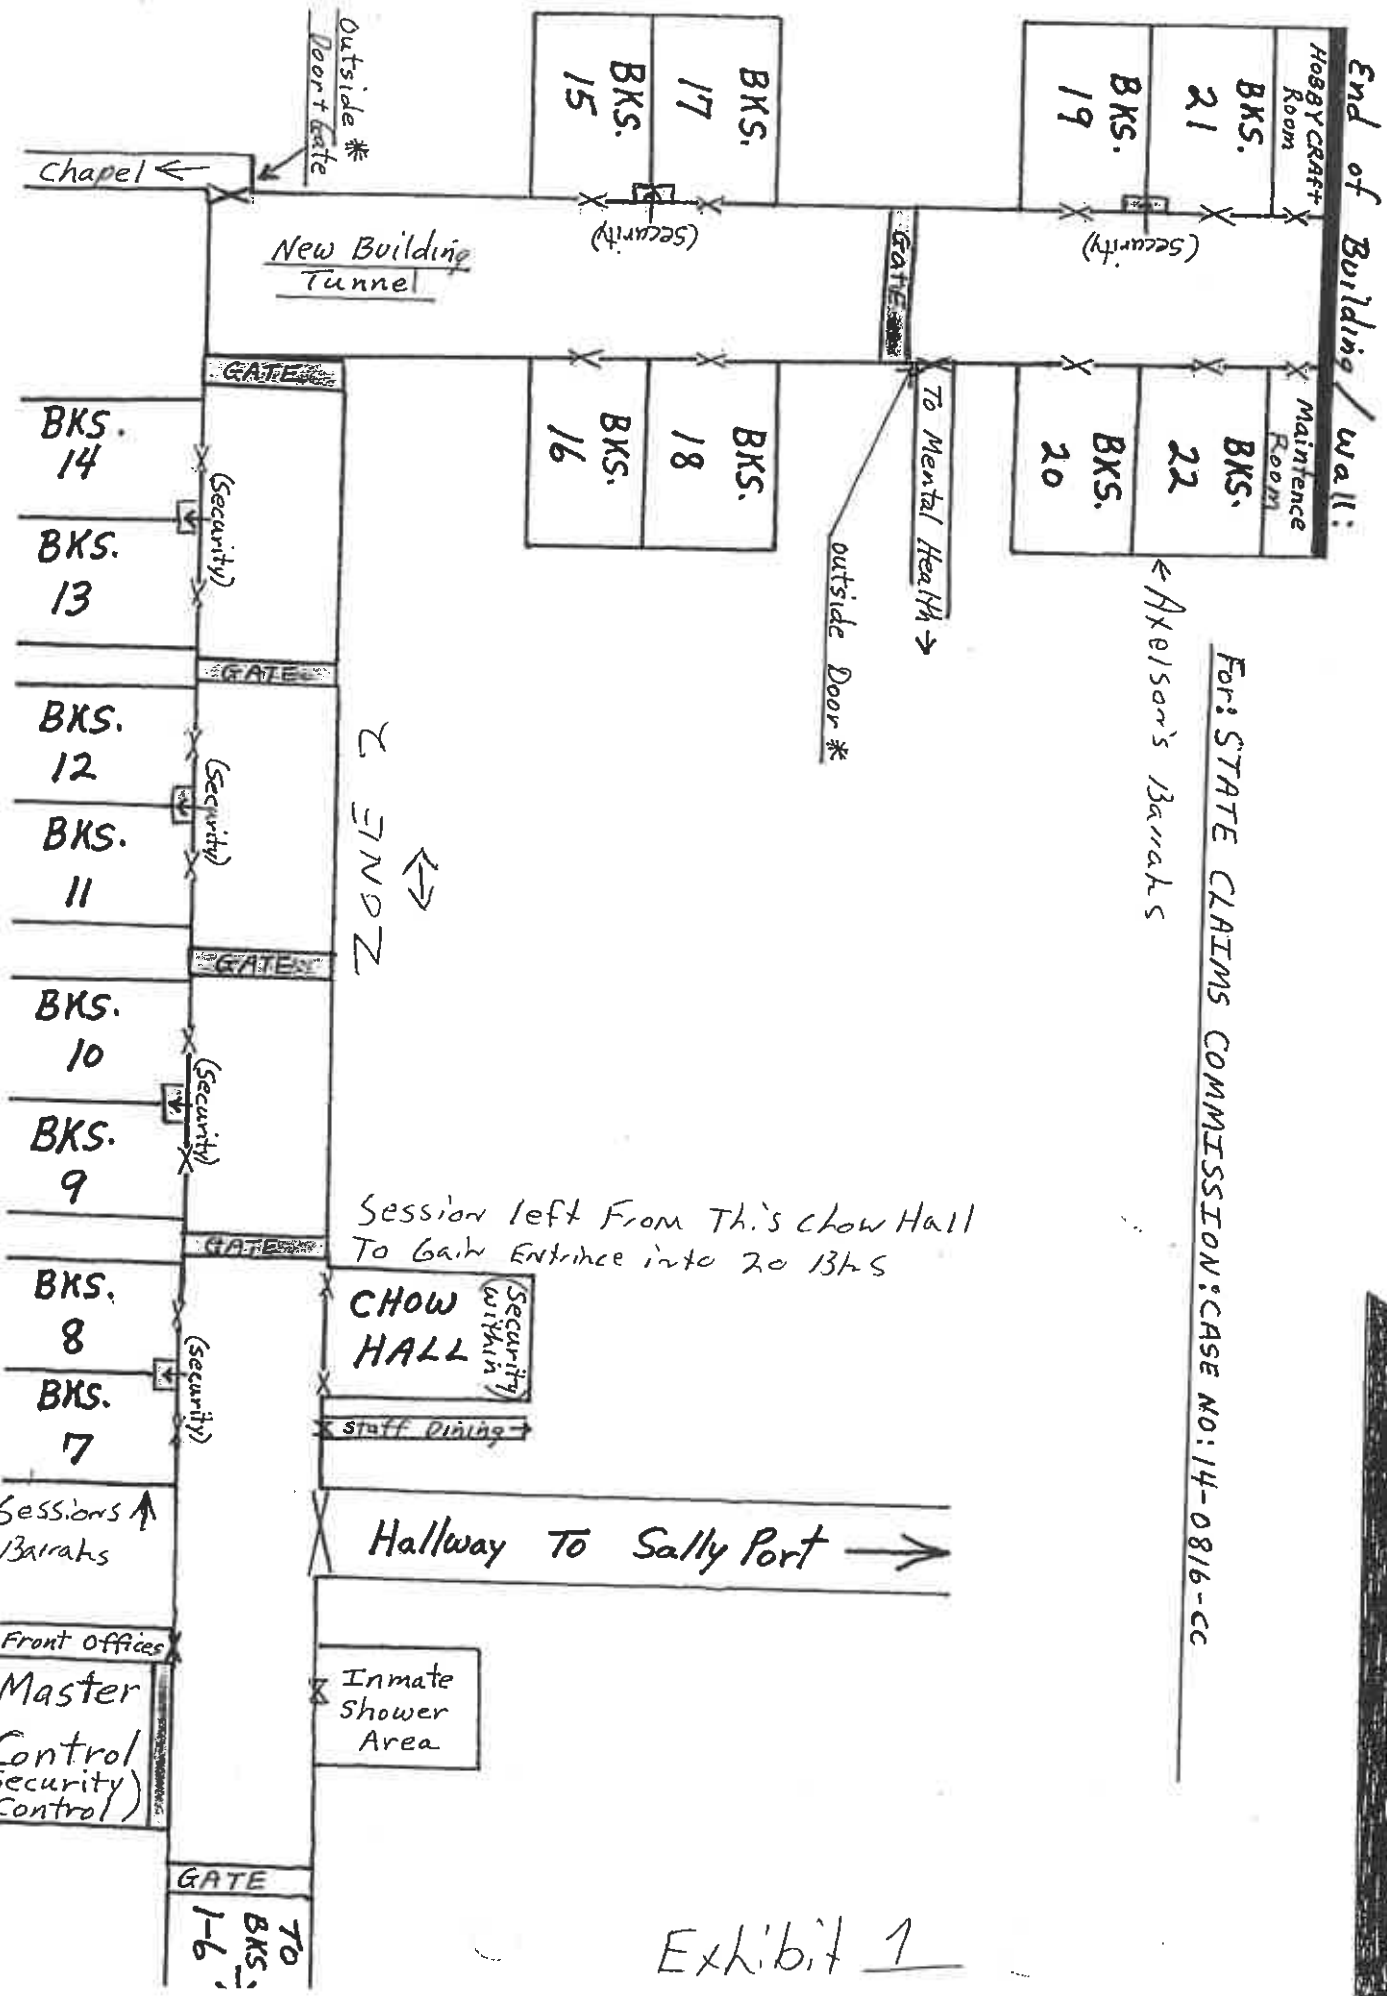 End of Building / wall:
HOBBYCRAFT
Room
BKS.
21
BKS.
19
BKS.
17
BKS.
15
Outside *
Door + Gate
Chapel ←
(security)
(security)
New Building
Tunnel
GATE
Maintence
Room
BKS.
22
BKS.
20
To Mental Health →
outside Door *
BKS.
18
BKS.
16
← Axelson's Barraks
For: STATE CLAIMS COMMISSION: CASE NO: 14-0816-CC
GATE
BKS.
14
(security)
BKS.
13
GATE
BKS.
12
(security)
BKS.
11
ZONE 2
↔
GATE
BKS.
10
(security)
BKS.
9
GATE
Session left From This chow Hall
To Gain Entrince into 20 Bks
BKS.
8
(security)
BKS.
7
CHOW
HALL
(Security
within)
Staff Dining →
Sessions ↑
Barraks
Hallway To Sally Port →
Front Offices
Master
Control
Security)
Control)
Inmate
Shower
Area
GATE
TO
BKS.:
1-6
Exhibit 1